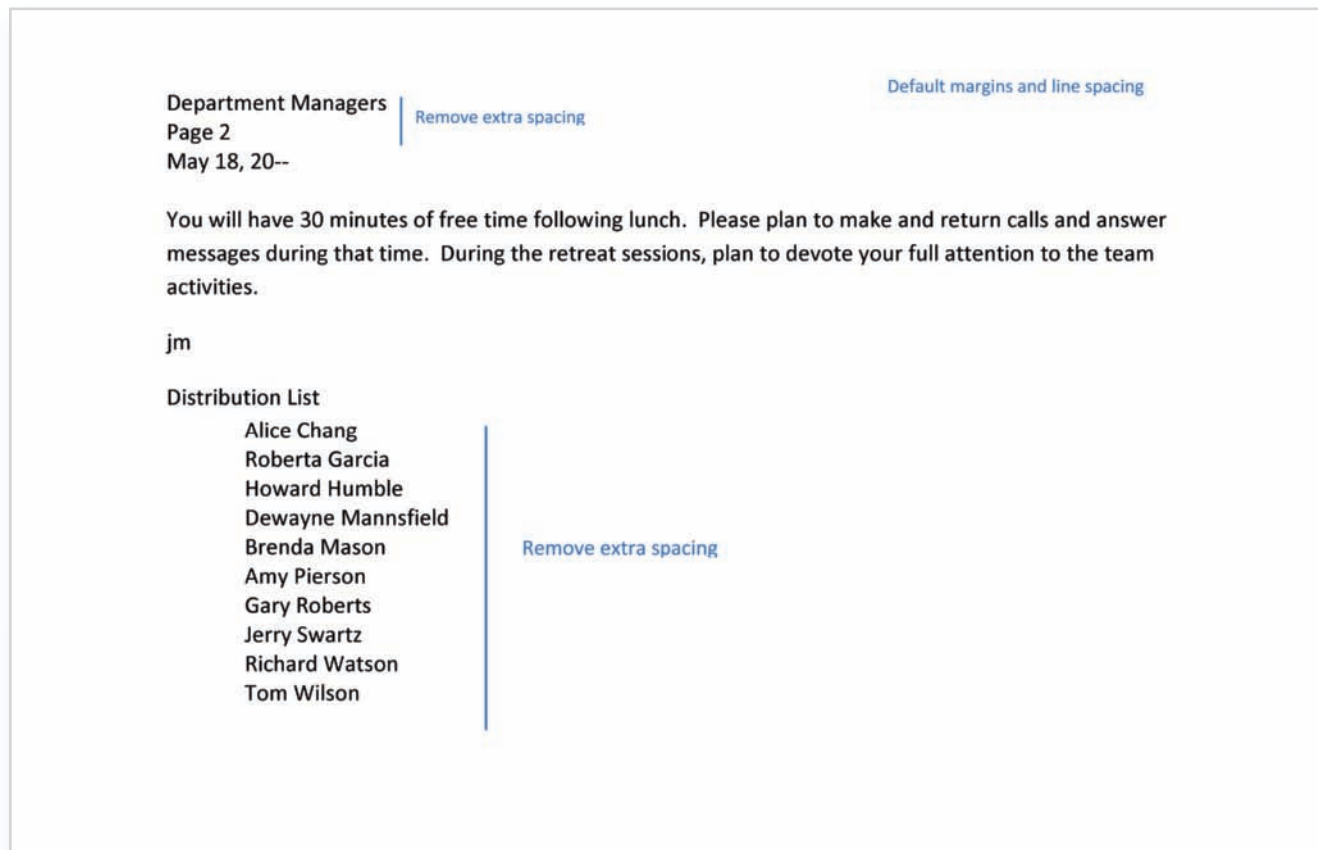 Default margins and line spacing
Department Managers
Remove extra spacing
Page 2
May 18, 20--
You will have 30 minutes of free time following lunch.  Please plan to make and return calls and answer
messages during that time.  During the retreat sessions, plan to devote your full attention to the team
activities.
jm
Distribution List
Alice Chang
Roberta Garcia
Howard Humble
Dewayne Mannsfield
Brenda Mason
Remove extra spacing
Amy Pierson
Gary Roberts
Jerry Swartz
Richard Watson
Tom Wilson